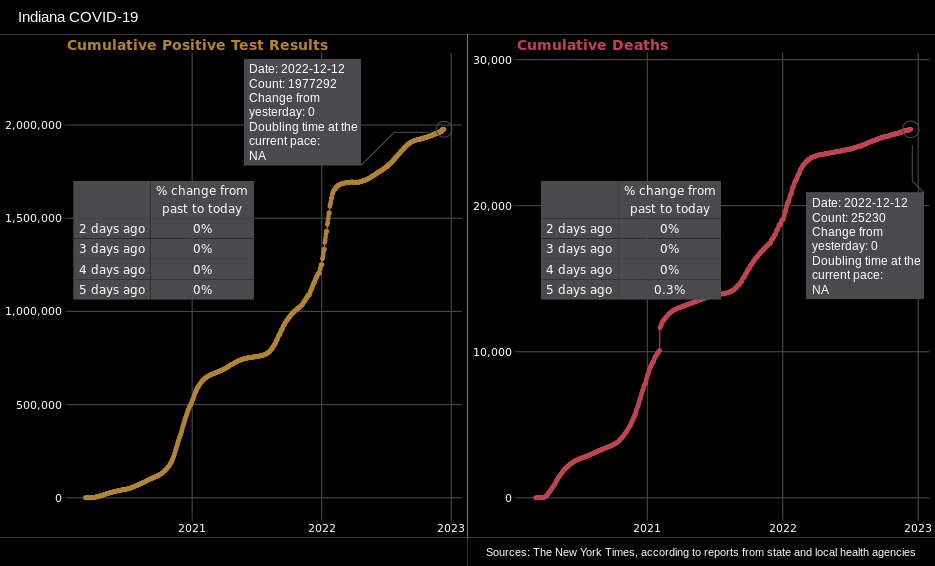 Indiana COVID-19
Cumulative Positive Test Results
Date: 2022-12-12
Count: 1977292
Change from
yesterday: 0
Doubling time at the
current pace:
NA
2,000,000
1,500,000
1,000,000
500,000
0
% change from
past to today
2 days ago 0%
3 days ago 0%
4 days ago 0%
5 days ago 0%
2021 2022 2023
Cumulative Deaths
30,000
20,000
10,000
0
% change from
past to today
2 days ago 0%
3 days ago 0%
4 days ago 0%
5 days ago 0.3%
Date: 2022-12-12
Count: 25230
Change from
yesterday: 0
Doubling time at the
current pace:
NA
2021 2022 2023
Sources: The New York Times, according to reports from state and local health agencies